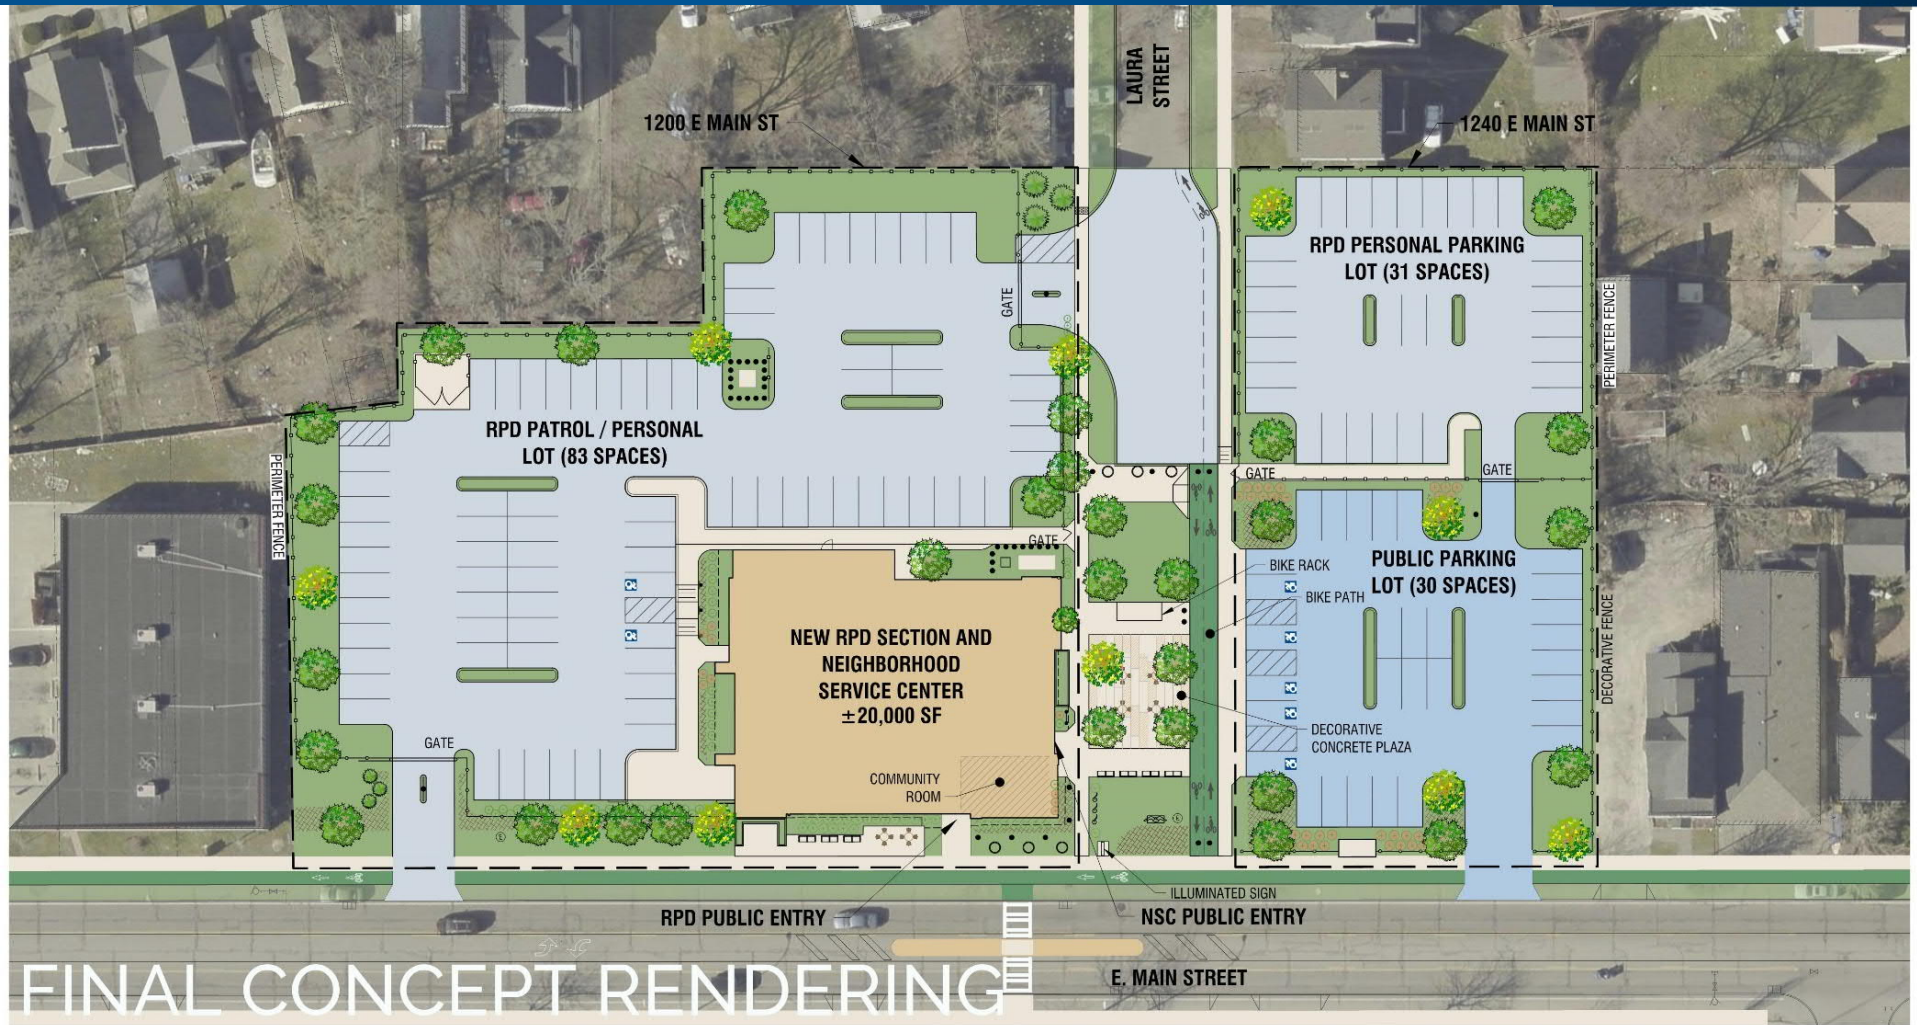 LAURA
STREET
1200 E MAIN ST
1240 E MAIN ST
RPD PERSONAL PARKING
LOT (31 SPACES)
GATE
PERIMETER FENCE
RPD PATROL / PERSONAL
LOT (83 SPACES)
PERIMETER FENCE
GATE
GATE
GATE
BIKE RACK
BIKE PATH
PUBLIC PARKING
LOT (30 SPACES)
DECORATIVE FENCE
NEW RPD SECTION AND
NEIGHBORHOOD
SERVICE CENTER
±20,000 SF
DECORATIVE
CONCRETE PLAZA
GATE
COMMUNITY
ROOM
ILLUMINATED SIGN
RPD PUBLIC ENTRY
NSC PUBLIC ENTRY
E. MAIN STREET
FINAL CONCEPT RENDERING